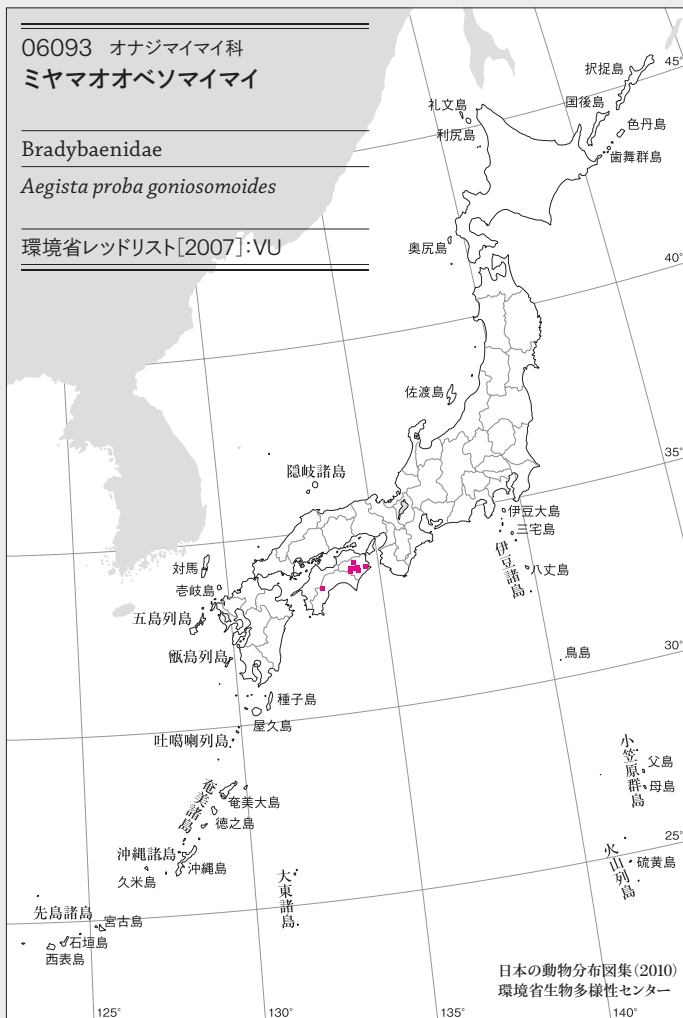 06093 オナジマイマイ科
ミヤマオオベソマイマイ
Bradybaenidae
Aegista proba goniosomoides
環境省レッドリスト[2007]:VU
択捉島
45°
礼文島
国後島
利尻島
色丹島
歯舞群島
奥尻島
40°
佐渡島
35°
隠岐諸島
伊豆大島
三宅島
伊豆諸島
八丈島
対馬
壱岐島
五島列島
甑島列島
鳥島
30°
種子島
屋久島
吐噶喇列島
小笠原群島
父島
母島
奄美諸島
奄美大島
徳之島
25°
沖縄諸島
沖縄島
久米島
火山列島
硫黄島
大東諸島
先島諸島
宮古島
石垣島
西表島
日本の動物分布図集(2010)
環境省生物多様性センター
125°
130°
135°
140°